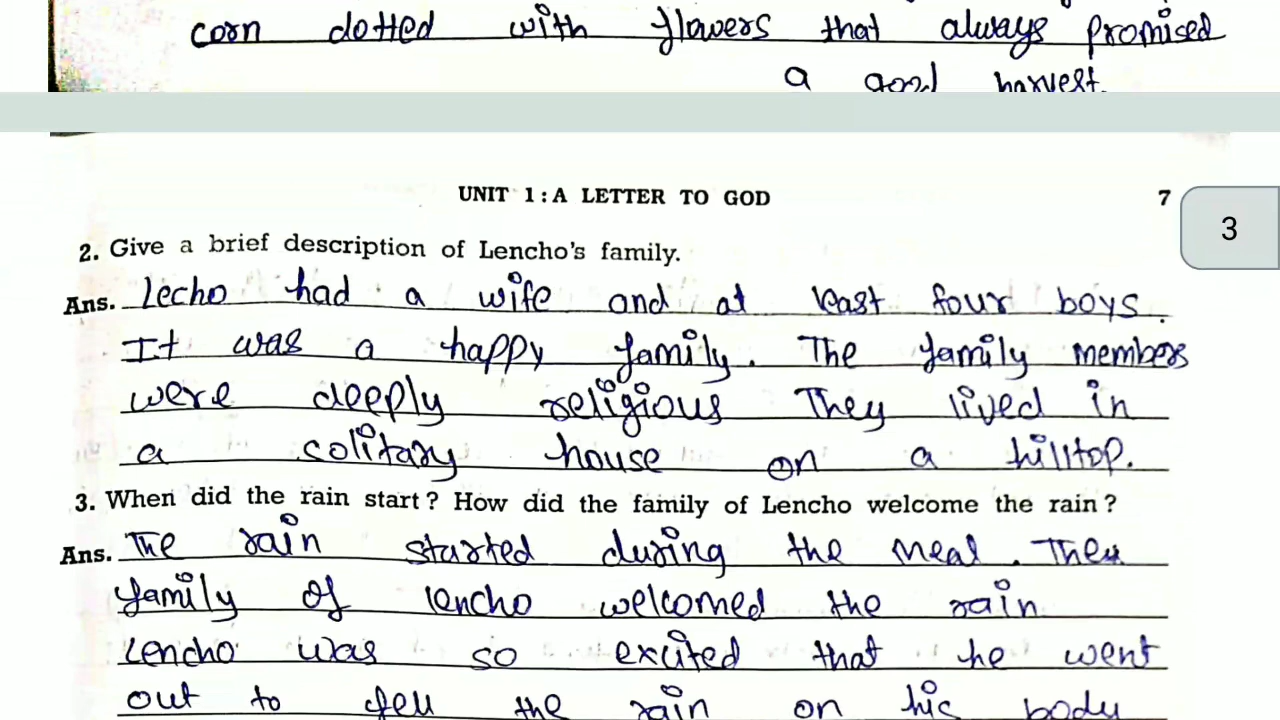 corn dotted with flowers that always promised
a good harvest.
UNIT 1 : A LETTER TO GOD 7
3
2. Give a brief description of Lencho's family.
Ans. Lecho had a wife and at least four boys.
It was a happy family. The family members
were deeply religious They lived in
a solitary house on a hilltop.
3. When did the rain start ? How did the family of Lencho welcome the rain ?
Ans. The rain started during the meal. The
family of lencho welcomed the rain
Lencho was so excited that he went
out to fell the rain on his body